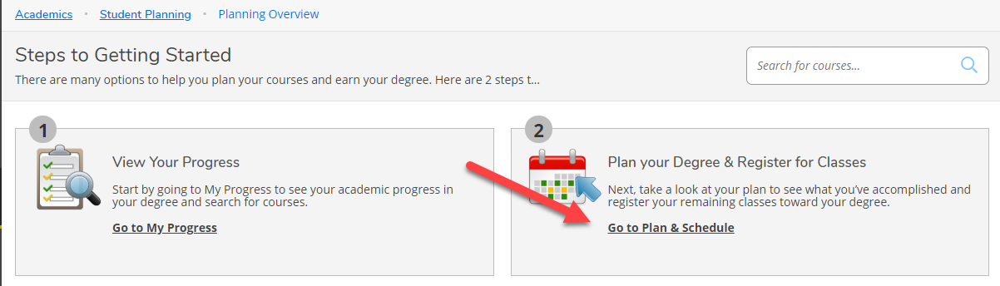 Academics • Student Planning • Planning Overview
Steps to Getting Started
There are many options to help you plan your courses and earn your degree. Here are 2 steps t...
Search for courses...
1
View Your Progress
Start by going to My Progress to see your academic progress in
your degree and search for courses.
Go to My Progress
2
Plan your Degree & Register for Classes
Next, take a look at your plan to see what you've accomplished and
register your remaining classes toward your degree.
Go to Plan & Schedule